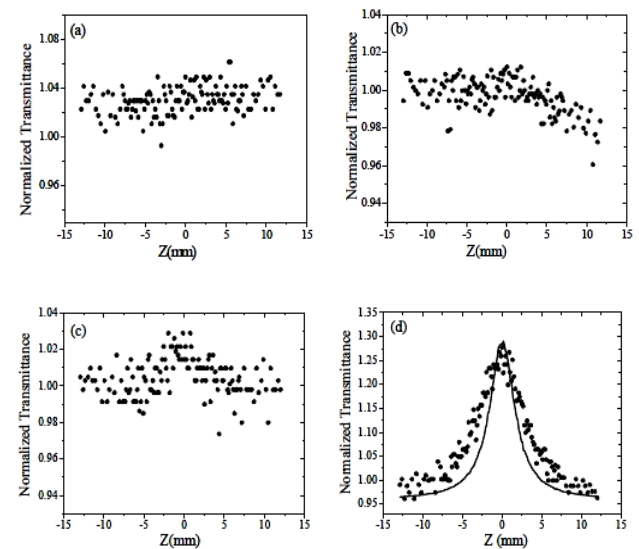 (a)
Normalized Transmittance
1.08
1.04
1.00
0.96
-15 -10 -5 0 5 10 15
Z(mm)
(b)
Normalized Transmittance
1.04
1.02
1.00
0.98
0.96
0.94
-15 -10 -5 0 5 10 15
Z(mm)
(c)
Normalized Transmittance
1.04
1.02
1.00
0.98
0.96
0.94
-15 -10 -5 0 5 10 15
Z(mm)
(d)
Normalized Transmittance
1.35
1.30
1.25
1.20
1.15
1.10
1.05
1.00
0.95
-15 -10 -5 0 5 10 15
Z (mm)